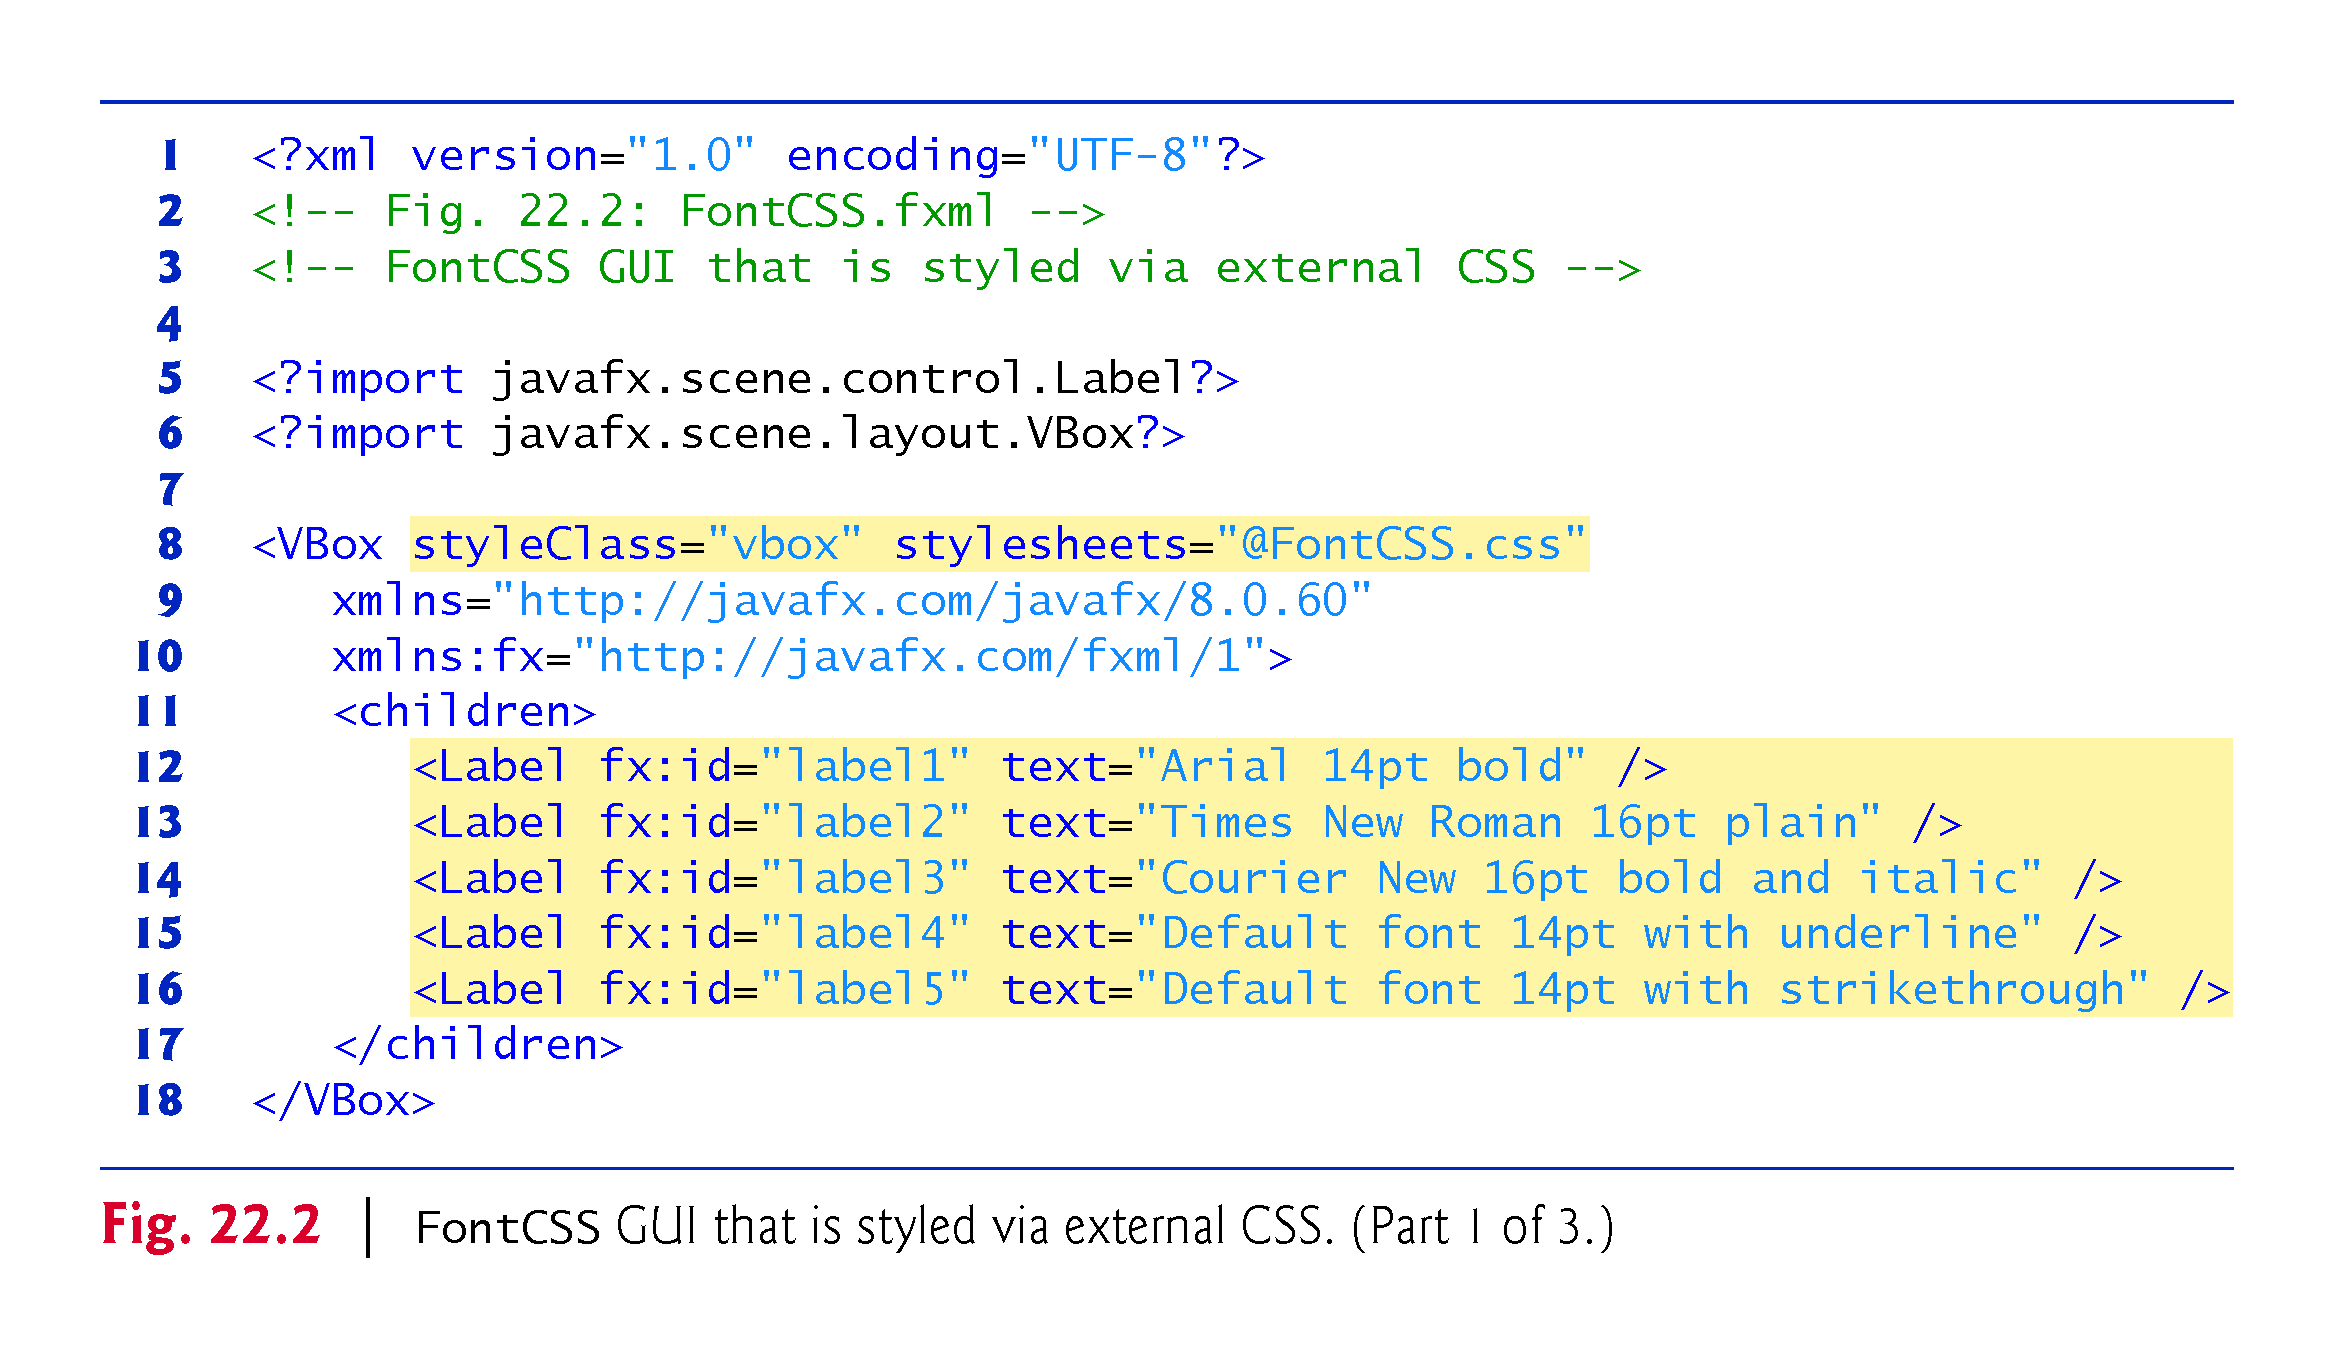 1 <?xml version="1.0" encoding="UTF-8"?>
2 <!-- Fig. 22.2: FontCSS.fxml -->
3 <!-- FontCSS GUI that is styled via external CSS -->
4
5 <?import javafx.scene.control.Label?>
6 <?import javafx.scene.layout.VBox?>
7
8 <VBox styleClass="vbox" stylesheets="@FontCSS.css"
9    xmlns="http://javafx.com/javafx/8.0.60"
10    xmlns:fx="http://javafx.com/fxml/1">
11    <children>
12       <Label fx:id="label1" text="Arial 14pt bold" />
13       <Label fx:id="label2" text="Times New Roman 16pt plain" />
14       <Label fx:id="label3" text="Courier New 16pt bold and italic" />
15       <Label fx:id="label4" text="Default font 14pt with underline" />
16       <Label fx:id="label5" text="Default font 14pt with strikethrough" />
17    </children>
18 </VBox>
Fig. 22.2 | FontCSS GUI that is styled via external CSS. (Part 1 of 3.)